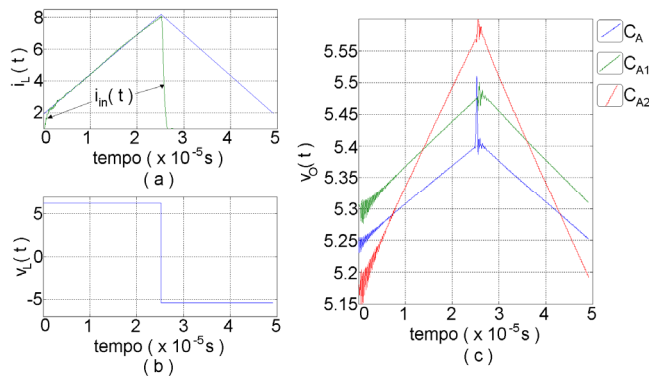 8
6
4
2
i_L(t)
i_in(t)
0 1 2 3 4 5
tempo ( x 10^-5 s)
( a )
5
0
-5
v_L(t)
0 1 2 3 4 5
tempo ( x 10^-5 s)
( b )
5.55
5.5
5.45
5.4
5.35
5.3
5.25
5.2
5.15
v_O(t)
0 1 2 3 4 5
tempo ( x 10^-5 s)
( c )
C_A
C_A1
C_A2